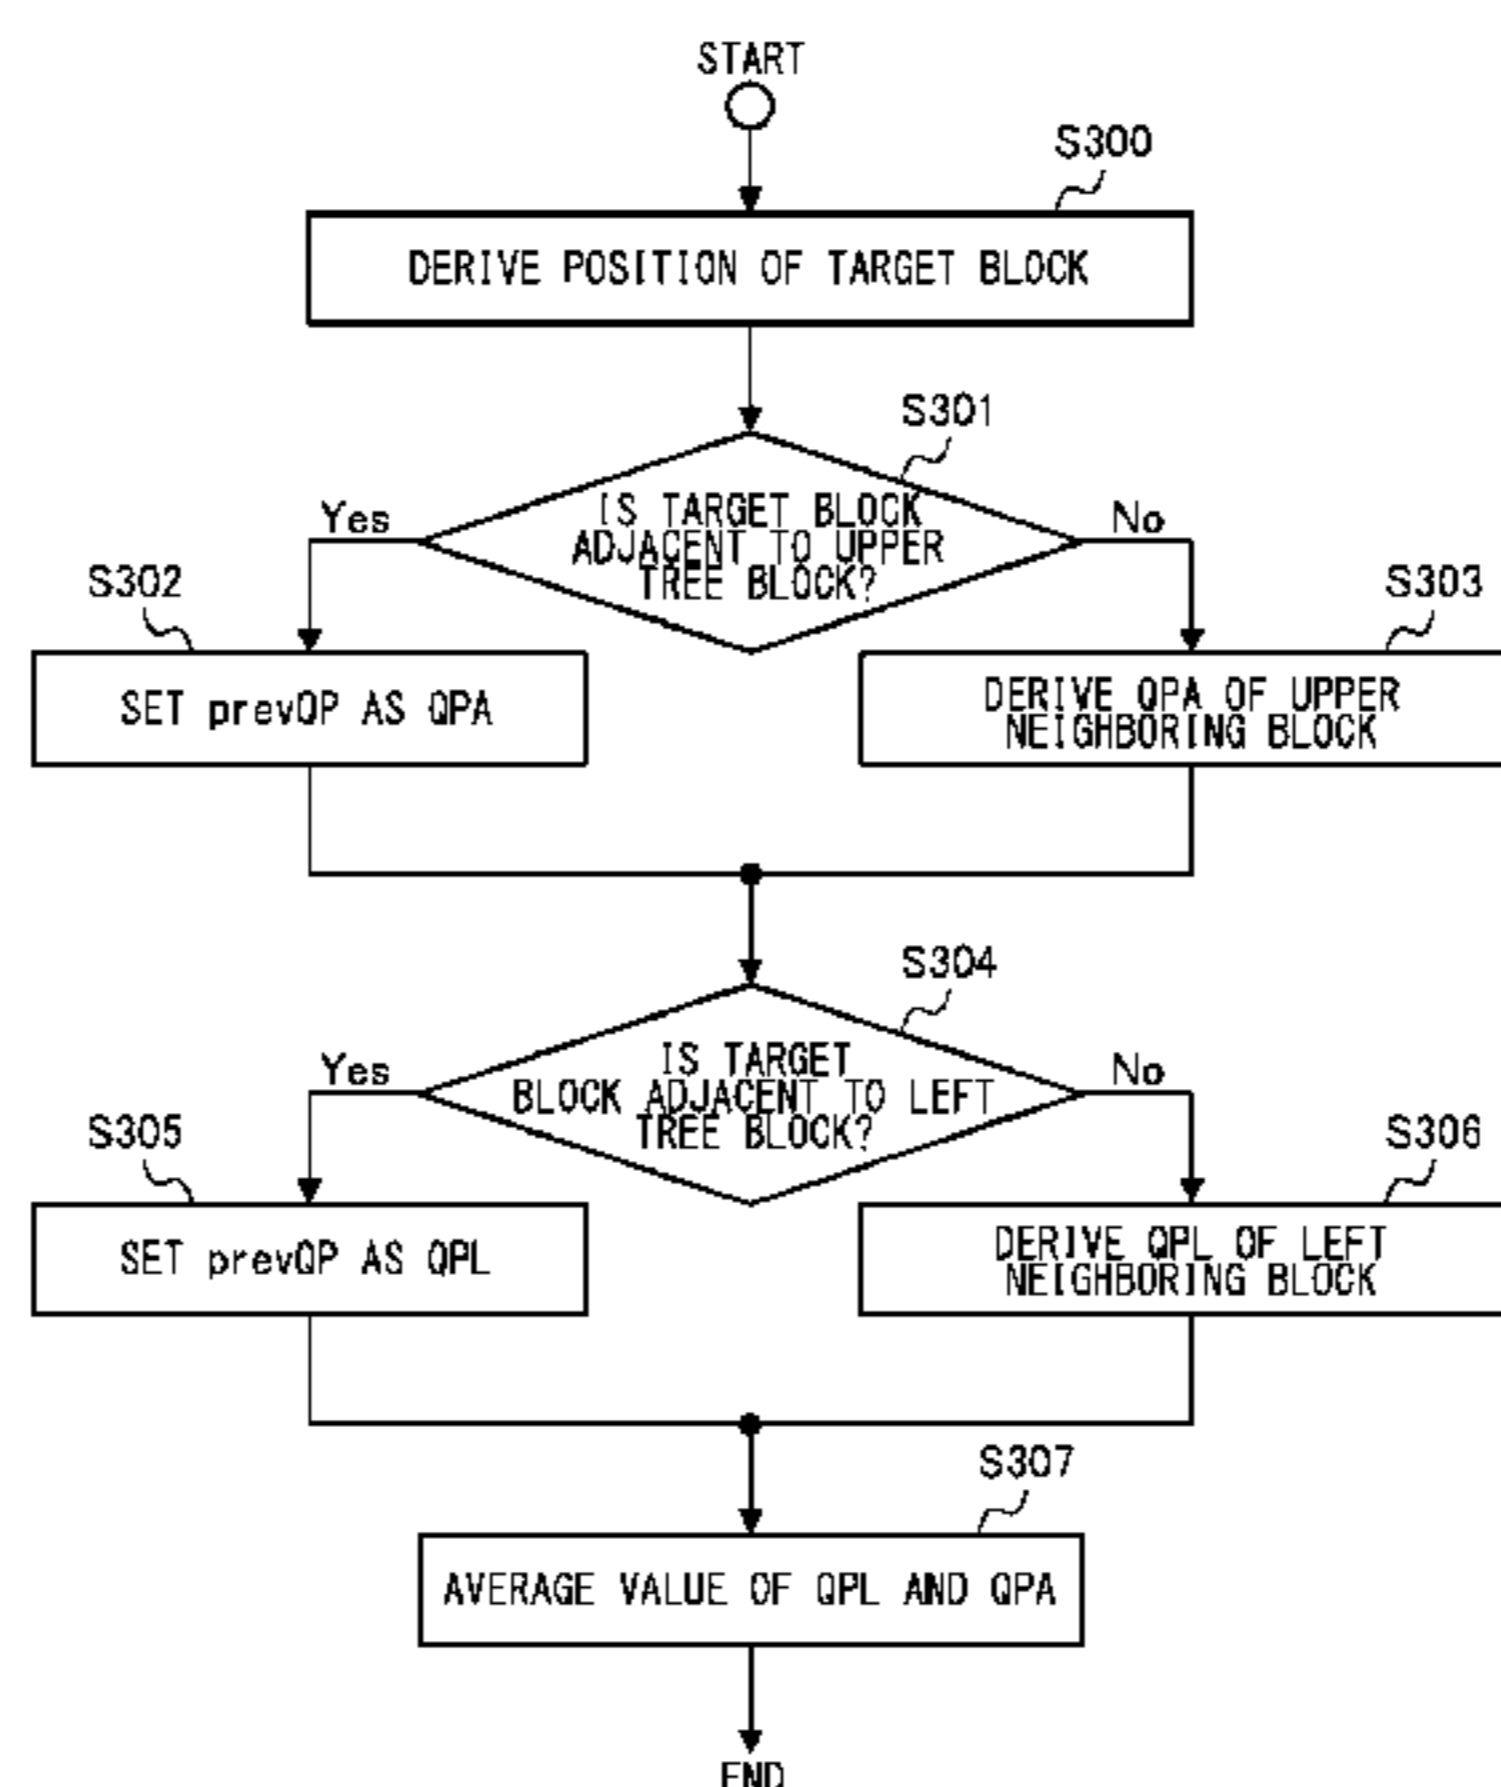 START
S300
DERIVE POSITION OF TARGET BLOCK
S301
IS TARGET BLOCK
ADJACENT TO UPPER
TREE BLOCK?
Yes
No
S302
S303
SET prevQP AS QPA
DERIVE QPA OF UPPER
NEIGHBORING BLOCK
S304
IS TARGET
BLOCK ADJACENT TO LEFT
TREE BLOCK?
Yes
No
S305
S306
SET prevQP AS QPL
DERIVE QPL OF LEFT
NEIGHBORING BLOCK
S307
AVERAGE VALUE OF QPL AND QPA
END